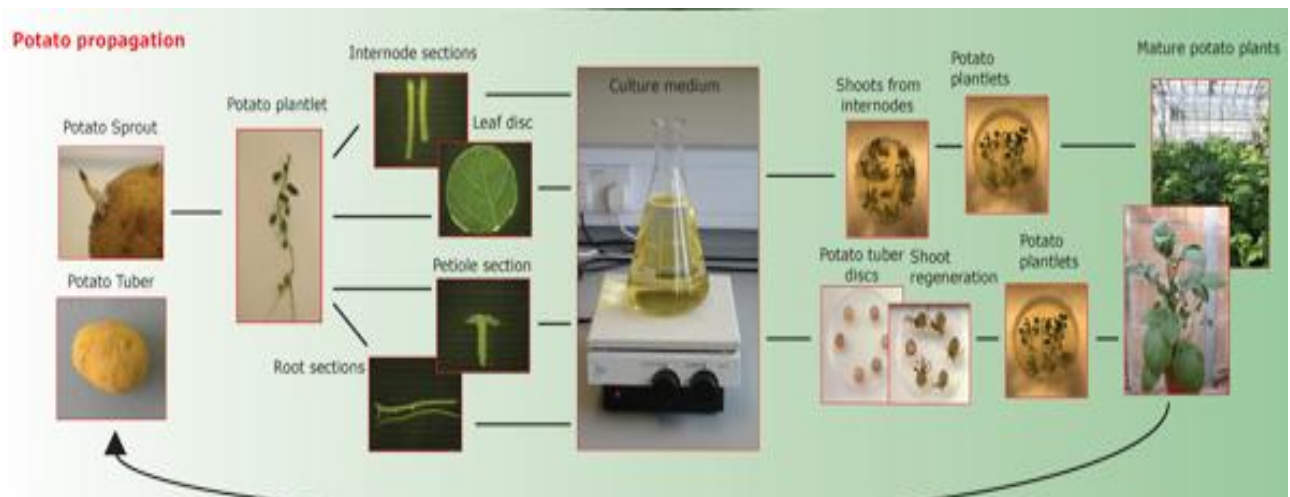 Potato propagation
Potato Sprout
Potato Tuber
Potato plantlet
Internode sections
Leaf disc
Petiole section
Root sections
Culture medium
Shoots from
internodes
Potato
plantlets
Mature potato plants
Potato tuber
discs
Shoot
regeneration
Potato
plantlets